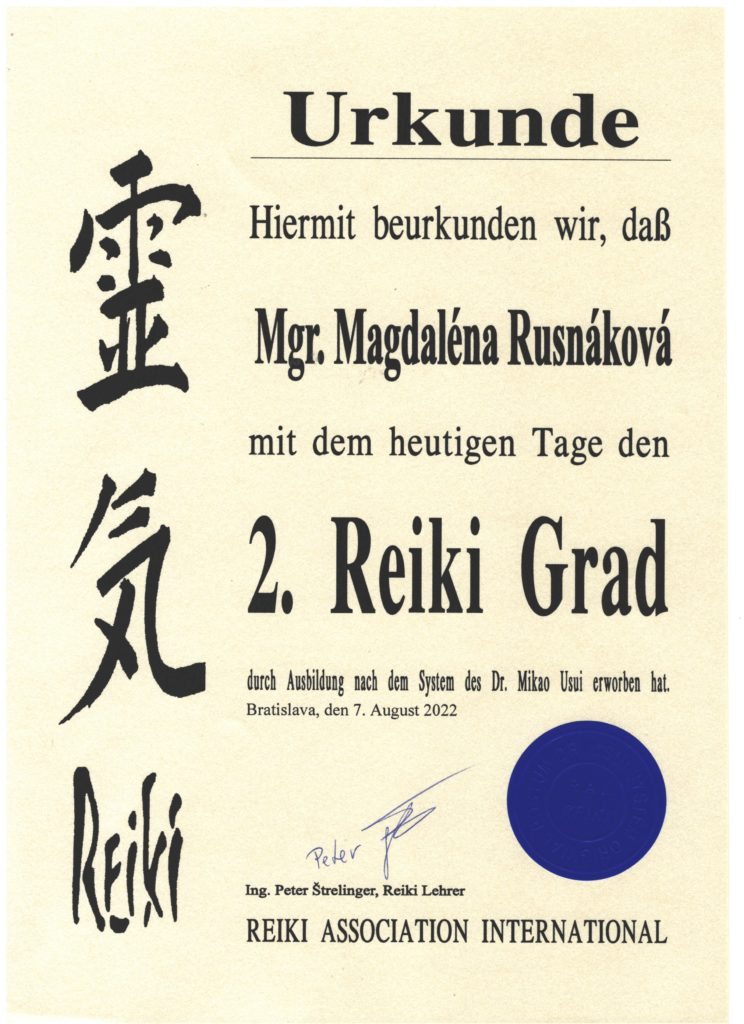 Urkunde
Hiermit beurkunden wir, daß
Mgr. Magdaléna Rusnáková
mit dem heutigen Tage den
2. Reiki Grad
durch Ausbildung nach dem System des Dr. Mikao Usui erworben hat.
Bratislava, den 7. August 2022
Peter
Ing. Peter Štrelinger, Reiki Lehrer
REIKI ASSOCIATION INTERNATIONAL
靈
気
Reiki